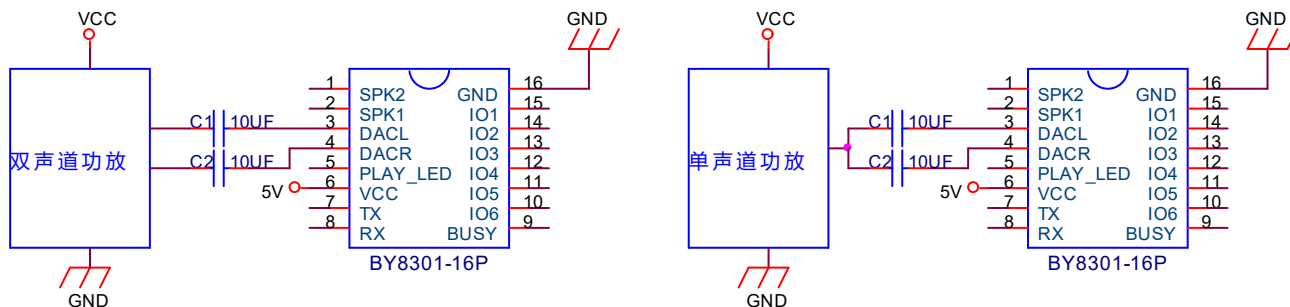 VCC
双声道功放
GND
C1 10UF
C2 10UF
5V
GND
1 SPK2 GND 16
2 SPK1 IO1 15
3 DACL IO2 14
4 DACR IO3 13
5 PLAY_LED IO4 12
6 VCC IO5 11
7 TX IO6 10
8 RX BUSY 9
BY8301-16P
VCC
单声道功放
GND
C1 10UF
C2 10UF
5V
GND
1 SPK2 GND 16
2 SPK1 IO1 15
3 DACL IO2 14
4 DACR IO3 13
5 PLAY_LED IO4 12
6 VCC IO5 11
7 TX IO6 10
8 RX BUSY 9
BY8301-16P